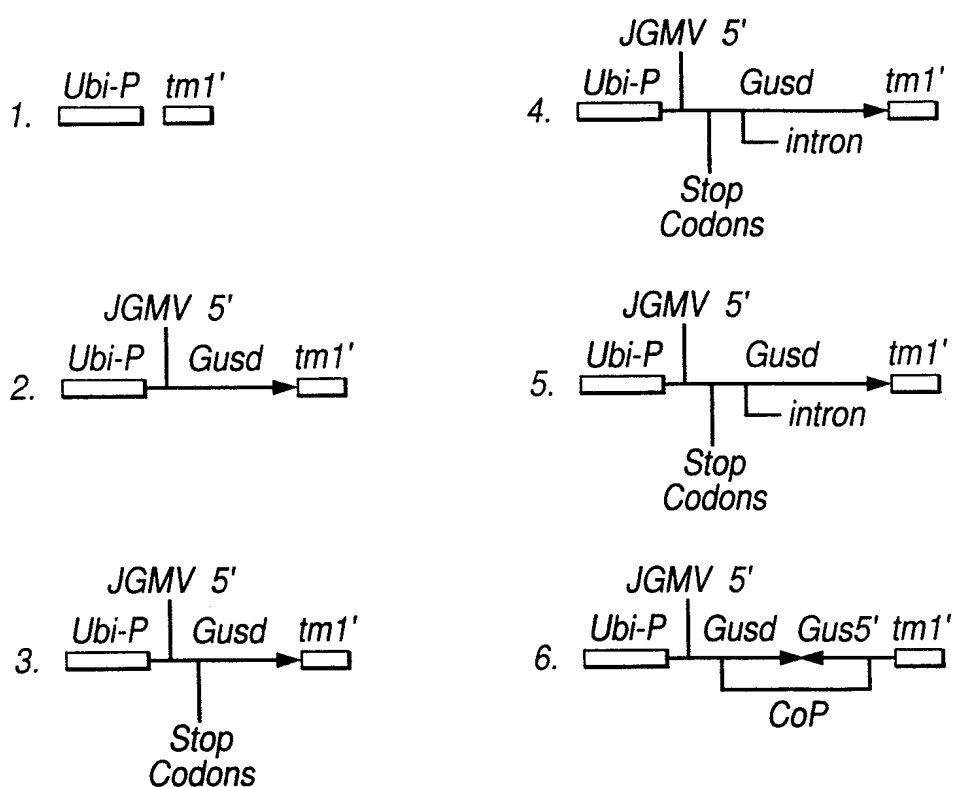 Ubi-P tm1'
1.
JGMV 5'
Ubi-P Gusd tm1'
2.
JGMV 5'
Ubi-P Gusd tm1'
3.
Stop
Codons
JGMV 5'
Ubi-P Gusd tm1'
4.
intron
Stop
Codons
JGMV 5'
Ubi-P Gusd tm1'
5.
intron
Stop
Codons
JGMV 5'
Ubi-P Gusd Gus5' tm1'
6.
CoP